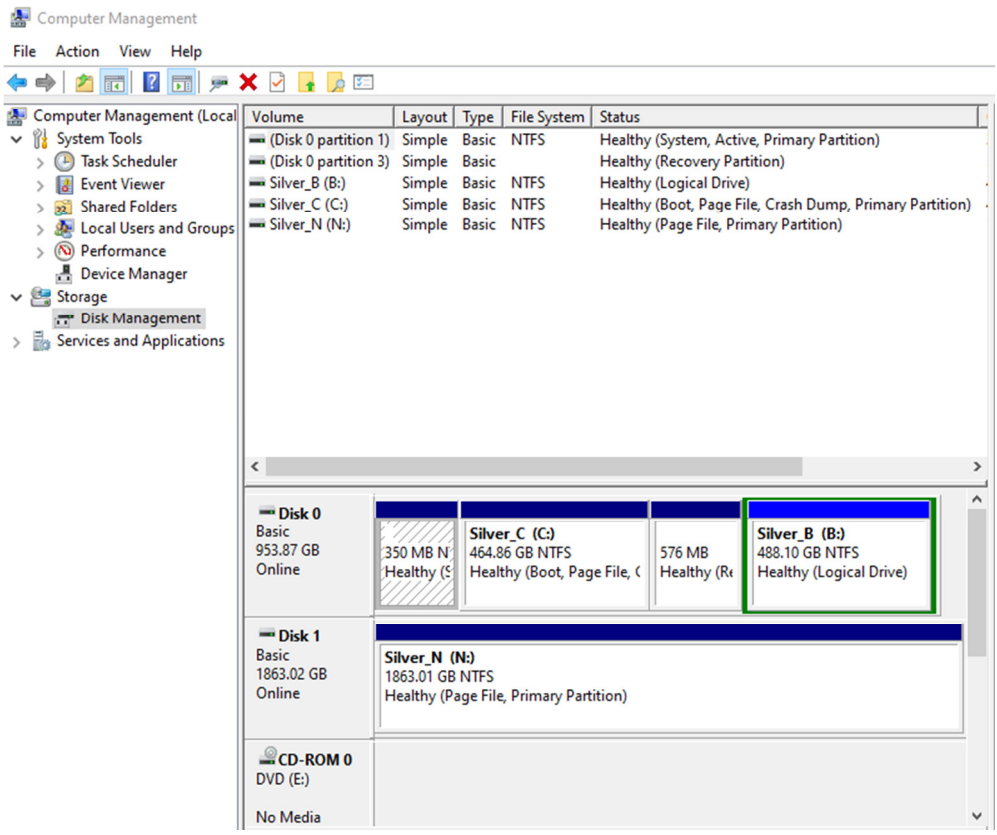 Computer Management
File Action View Help
Computer Management (Local
System Tools
Task Scheduler
Event Viewer
Shared Folders
Local Users and Groups
Performance
Device Manager
Storage
Disk Management
Services and Applications
Volume Layout Type File System Status
(Disk 0 partition 1) Simple Basic NTFS Healthy (System, Active, Primary Partition)
(Disk 0 partition 3) Simple Basic Healthy (Recovery Partition)
Silver_B (B:) Simple Basic NTFS Healthy (Logical Drive)
Silver_C (C:) Simple Basic NTFS Healthy (Boot, Page File, Crash Dump, Primary Partition)
Silver_N (N:) Simple Basic NTFS Healthy (Page File, Primary Partition)
Disk 0
Basic
953.87 GB
Online
350 MB N
Healthy (S
Silver_C (C:)
464.86 GB NTFS
Healthy (Boot, Page File, (
576 MB
Healthy (Re
Silver_B (B:)
488.10 GB NTFS
Healthy (Logical Drive)
Disk 1
Basic
1863.02 GB
Online
Silver_N (N:)
1863.01 GB NTFS
Healthy (Page File, Primary Partition)
CD-ROM 0
DVD (E:)
No Media